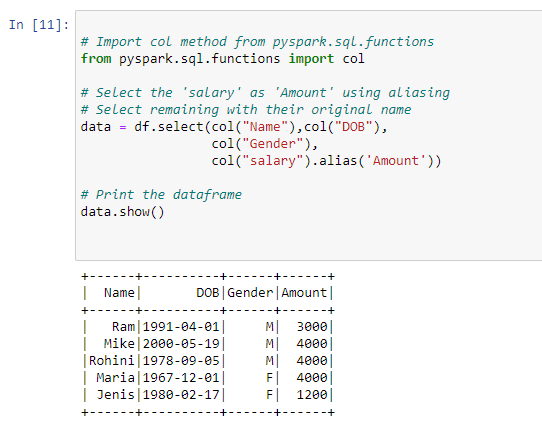 In [11]:
# Import col method from pyspark.sql.functions
from pyspark.sql.functions import col
# Select the 'salary' as 'Amount' using aliasing
# Select remaining with their original name
data = df.select(col("Name"),col("DOB"),
                 col("Gender"),
                 col("salary").alias('Amount'))
# Print the dataframe
data.show()
+------+----------+------+------+
|  Name|       DOB|Gender|Amount|
+------+----------+------+------+
|   Ram|1991-04-01|     M|  3000|
|  Mike|2000-05-19|     M|  4000|
|Rohini|1978-09-05|     M|  4000|
| Maria|1967-12-01|     F|  4000|
| Jenis|1980-02-17|     F|  1200|
+------+----------+------+------+